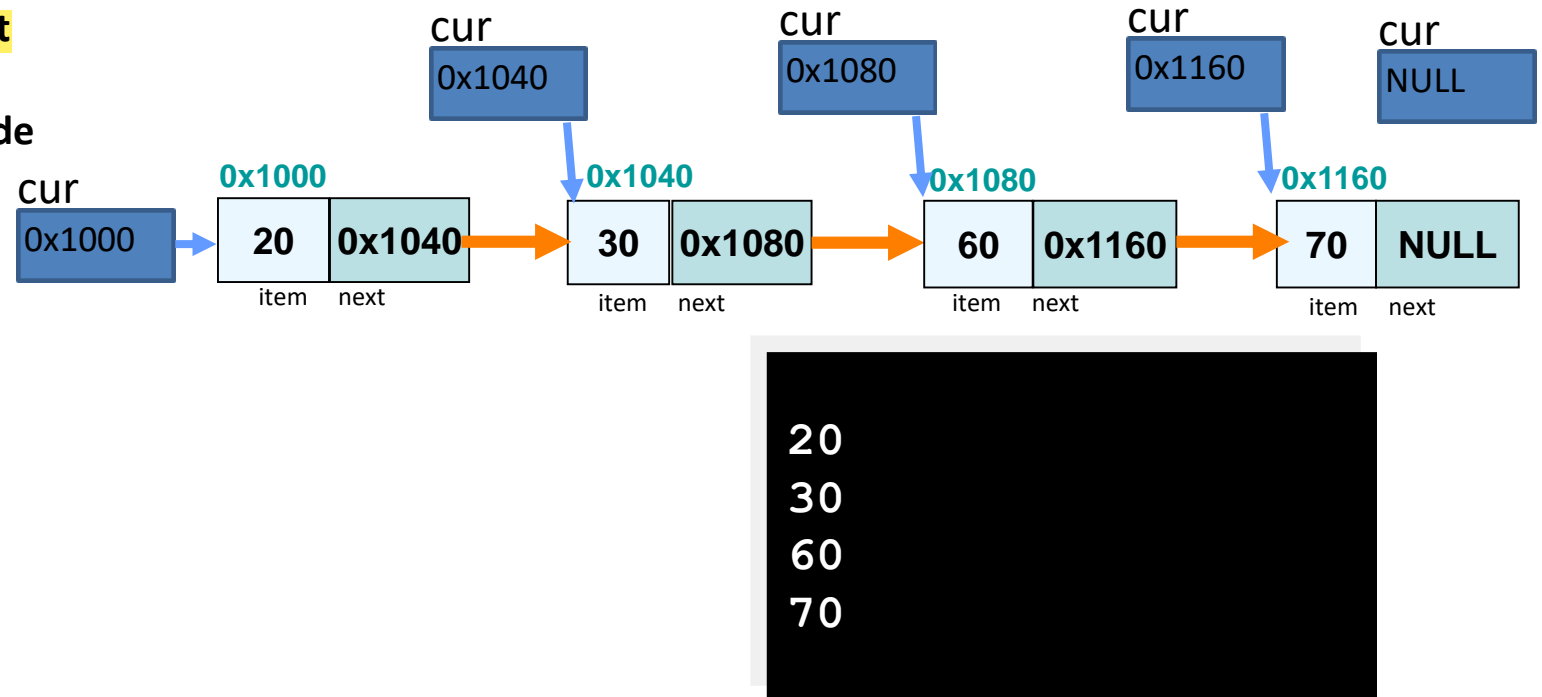 t
cur
0x1040
cur
0x1080
cur
0x1160
cur
NULL
de
cur
0x1000
0x1000
20 0x1040
item next
0x1040
30 0x1080
item next
0x1080
60 0x1160
item next
0x1160
70 NULL
item next
20
30
60
70